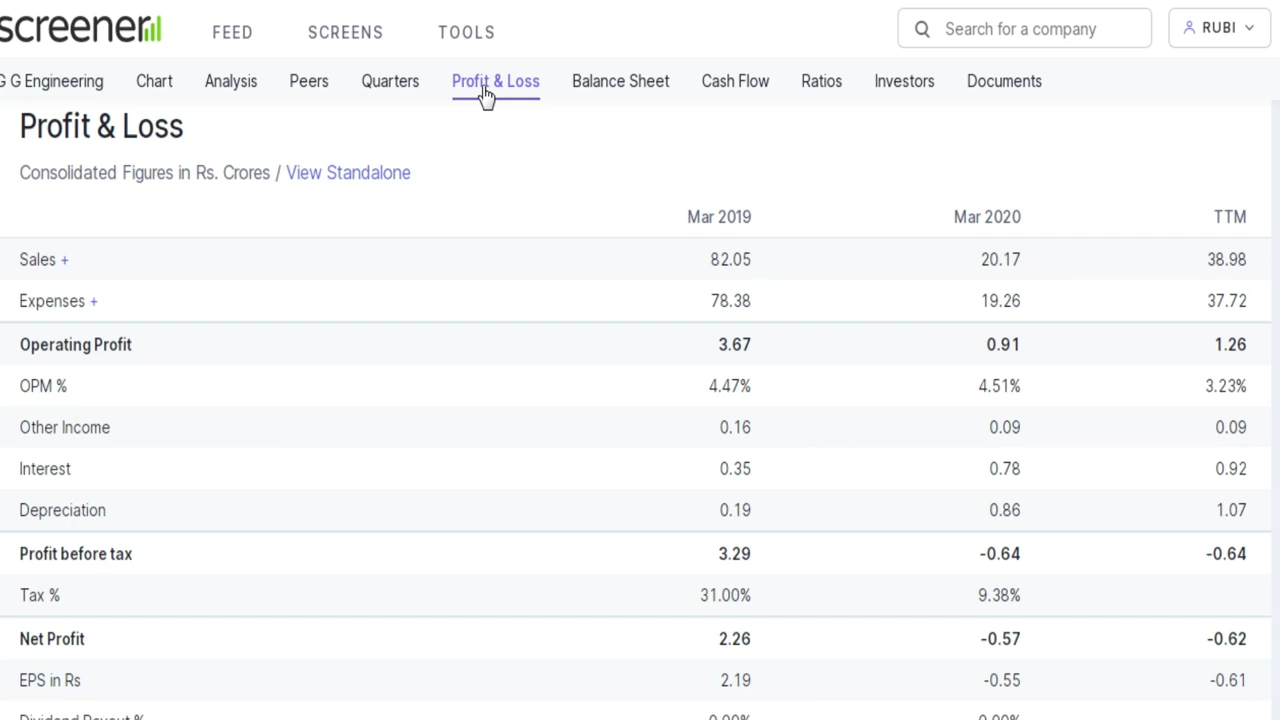 screener FEED SCREENS TOOLS Search for a company RUBI
G G Engineering Chart Analysis Peers Quarters Profit & Loss Balance Sheet Cash Flow Ratios Investors Documents
Profit & Loss
Consolidated Figures in Rs. Crores / View Standalone
Mar 2019 Mar 2020 TTM
Sales + 82.05 20.17 38.98
Expenses + 78.38 19.26 37.72
Operating Profit 3.67 0.91 1.26
OPM % 4.47% 4.51% 3.23%
Other Income 0.16 0.09 0.09
Interest 0.35 0.78 0.92
Depreciation 0.19 0.86 1.07
Profit before tax 3.29 -0.64 -0.64
Tax % 31.00% 9.38%
Net Profit 2.26 -0.57 -0.62
EPS in Rs 2.19 -0.55 -0.61
Dividend Payout % 0.00% 0.00%